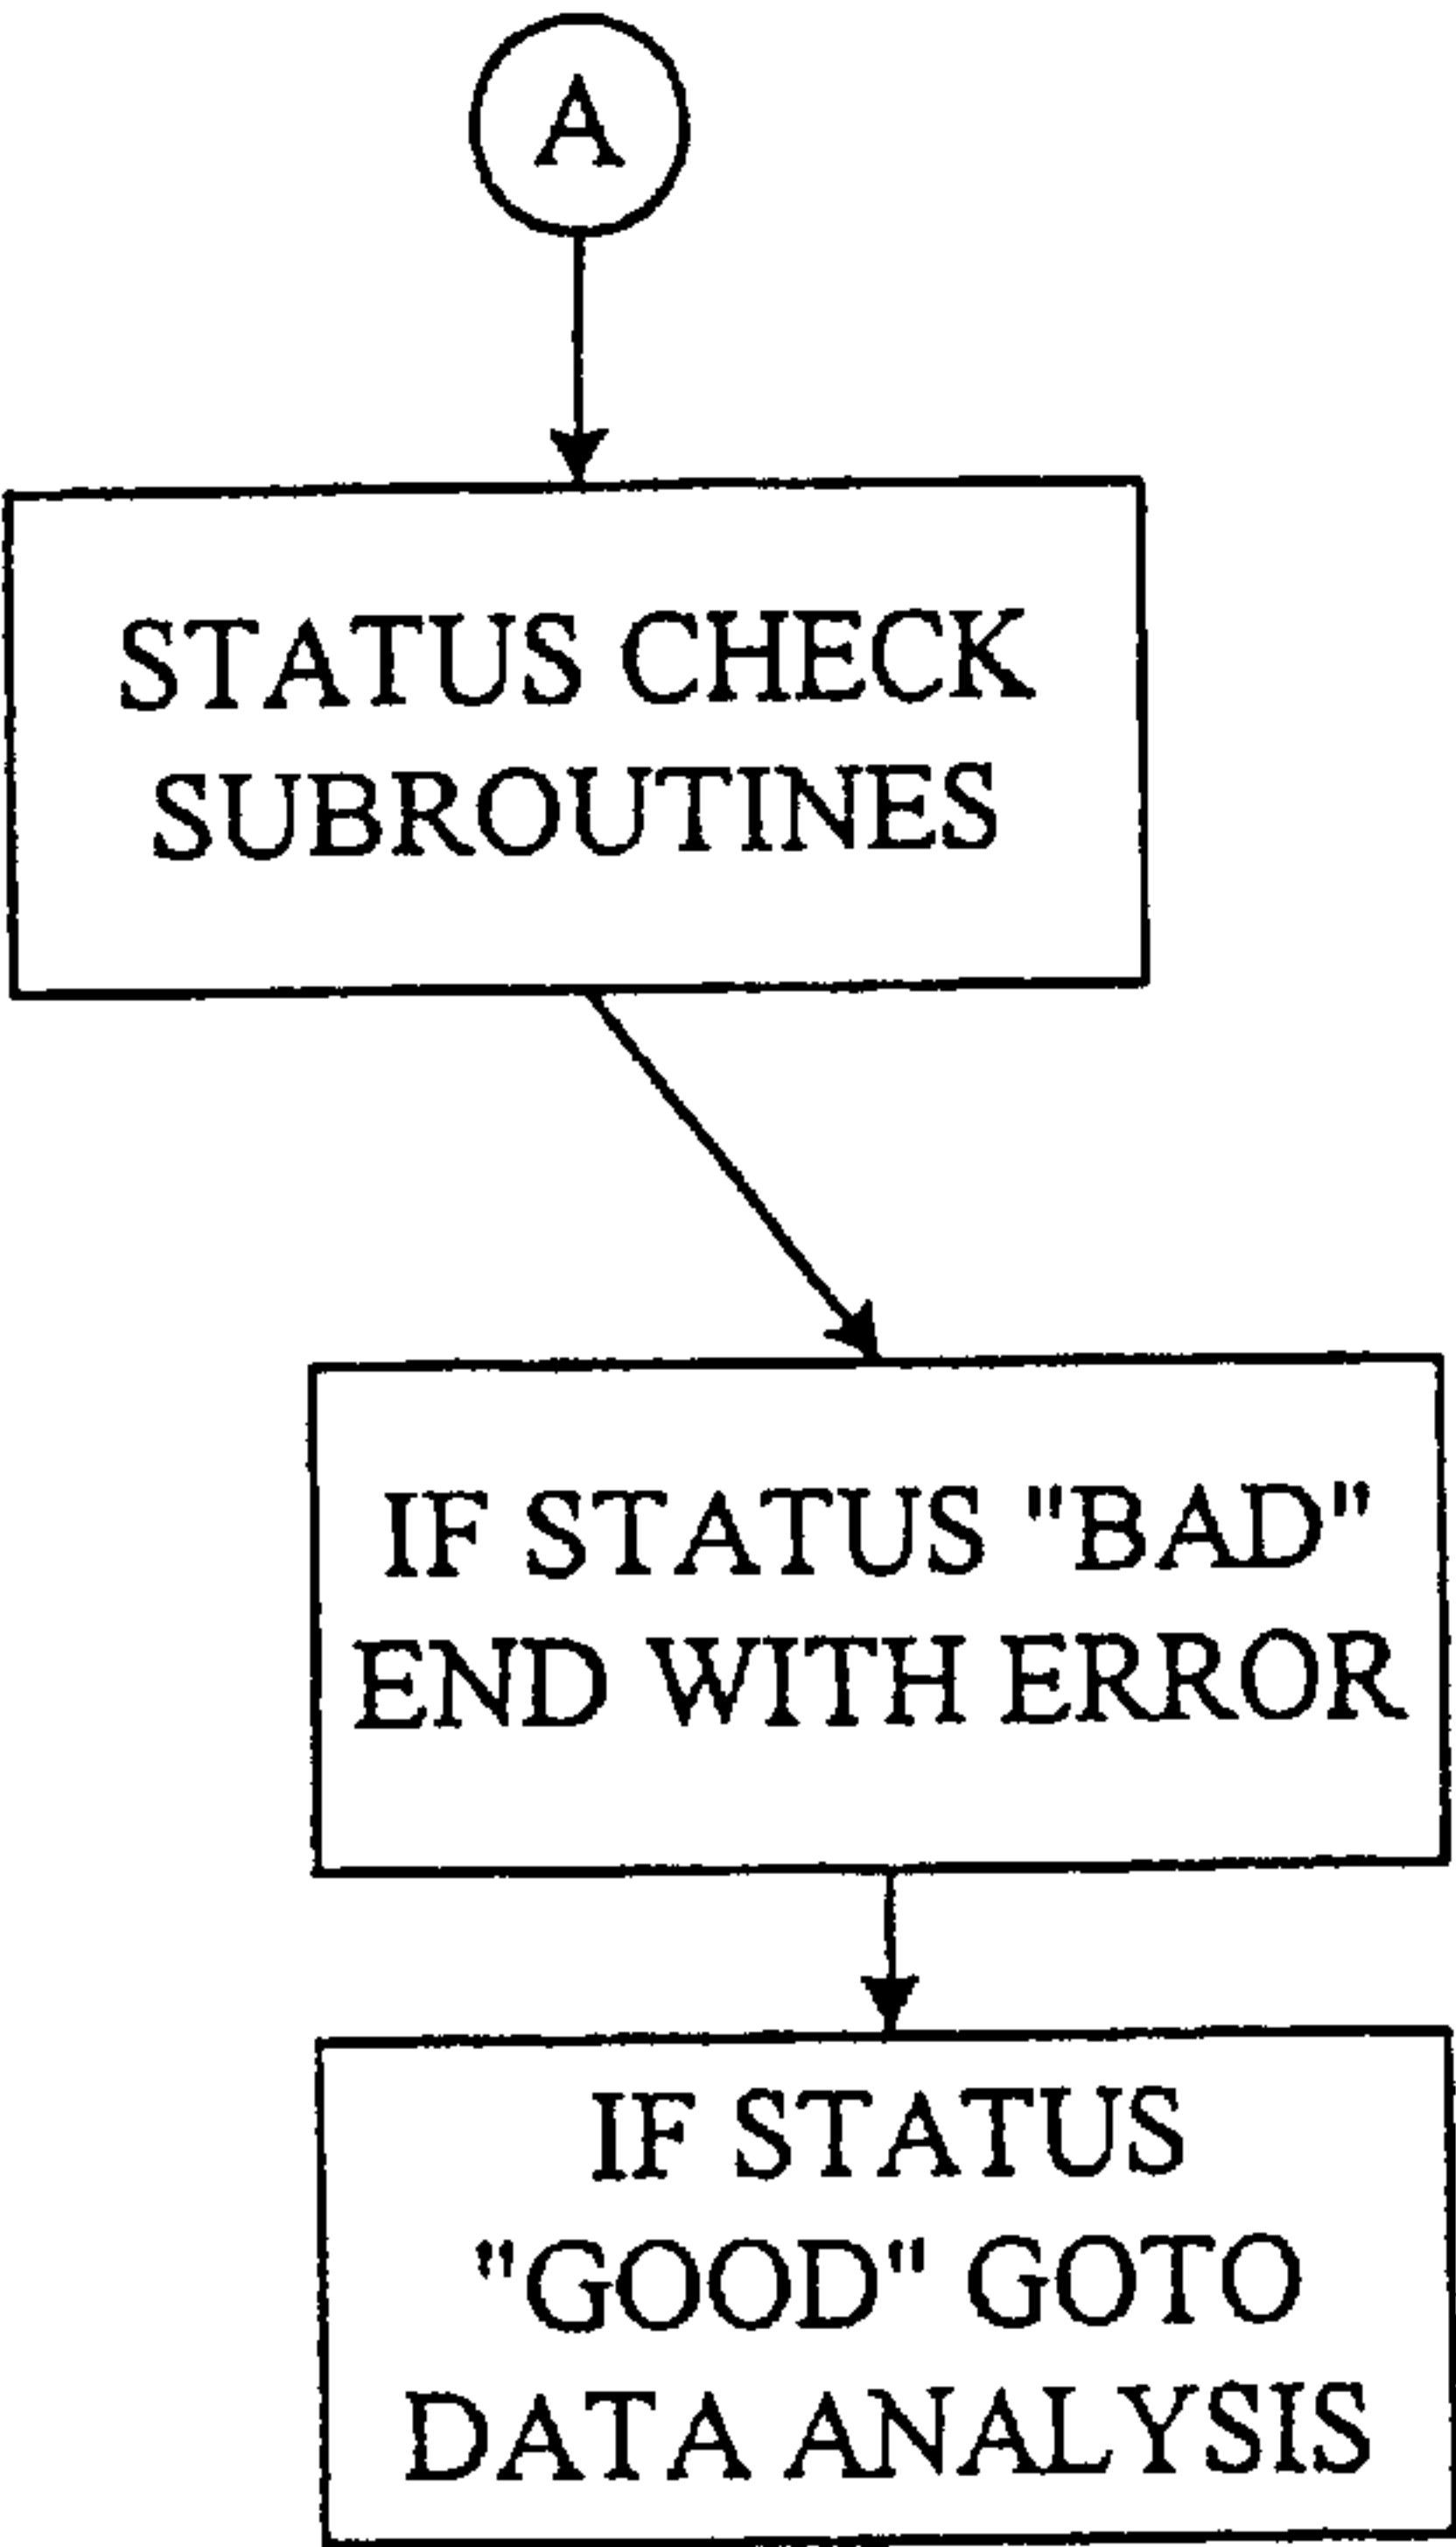 A
STATUS CHECK
SUBROUTINES
IF STATUS "BAD"
END WITH ERROR
IF STATUS
"GOOD" GOTO
DATA ANALYSIS